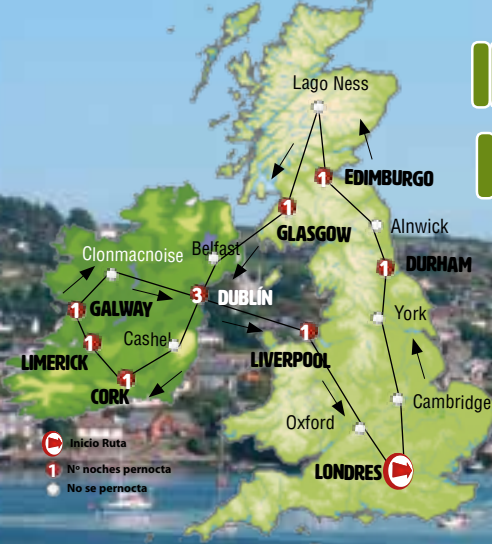 Lago Ness
1 EDIMBURGO
1
GLASGOW
Alnwick
Belfast
Clonmacnoise
1 DURHAM
3 DUBLÍN
1 GALWAY
York
1
LIVERPOOL
Cashel
1
LIMERICK
1
CORK
Cambridge
Oxford
LONDRES
Inicio Ruta
1 Nº noches pernocta
No se pernocta